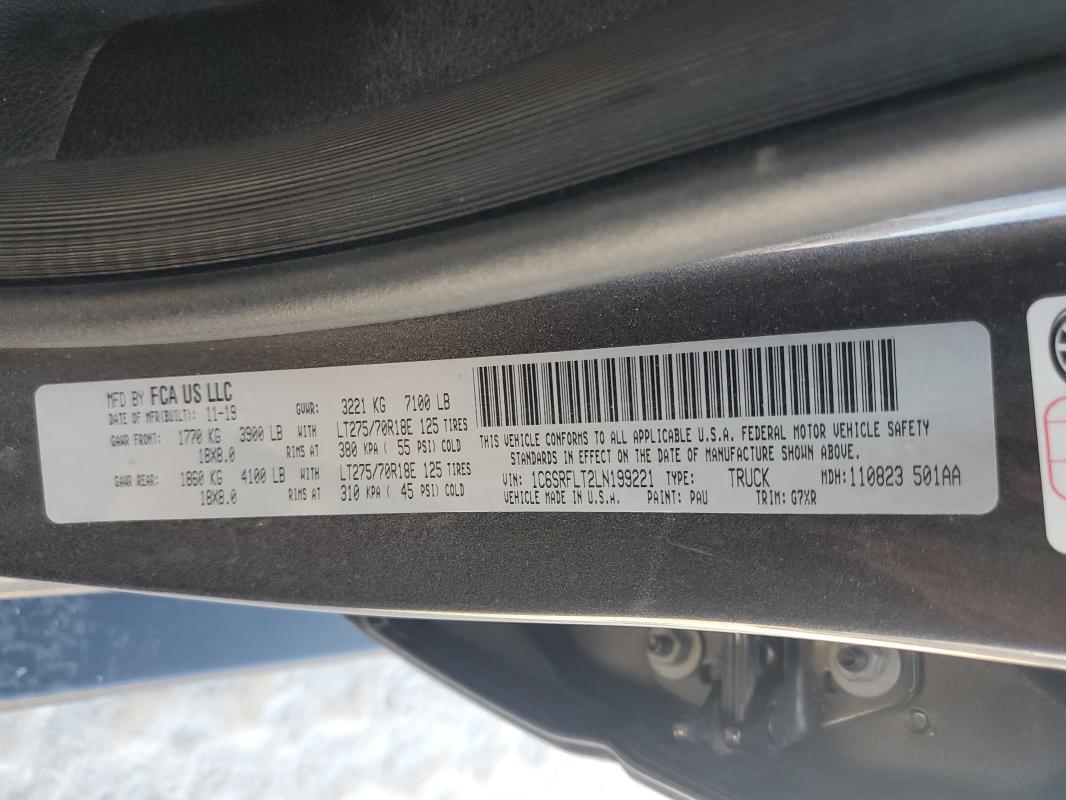 MFD BY FCA US LLC
DATE OF MFR(BUILT): 11-19
GVWR: 3221 KG 7100 LB
GAWR FRONT: 1770 KG 3900 LB WITH LT275/70R18E 125 TIRES
18X8.0 RIMS AT 380 KPA ( 55 PSI) COLD
GAWR REAR: 1860 KG 4100 LB WITH LT275/70R18E 125 TIRES
18X8.0 RIMS AT 310 KPA ( 45 PSI) COLD
THIS VEHICLE CONFORMS TO ALL APPLICABLE U.S.A. FEDERAL MOTOR VEHICLE SAFETY
STANDARDS IN EFFECT ON THE DATE OF MANUFACTURE SHOWN ABOVE.
VIN: 1C6SRFLT2LN199221 TYPE: TRUCK MDH:110823 501AA
VEHICLE MADE IN U.S.A. PAINT: PAU TRIM: G7XR